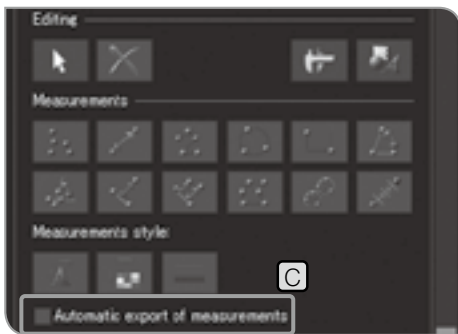 Editing
Measurements
Measurements style:
C
Automatic export of measurements